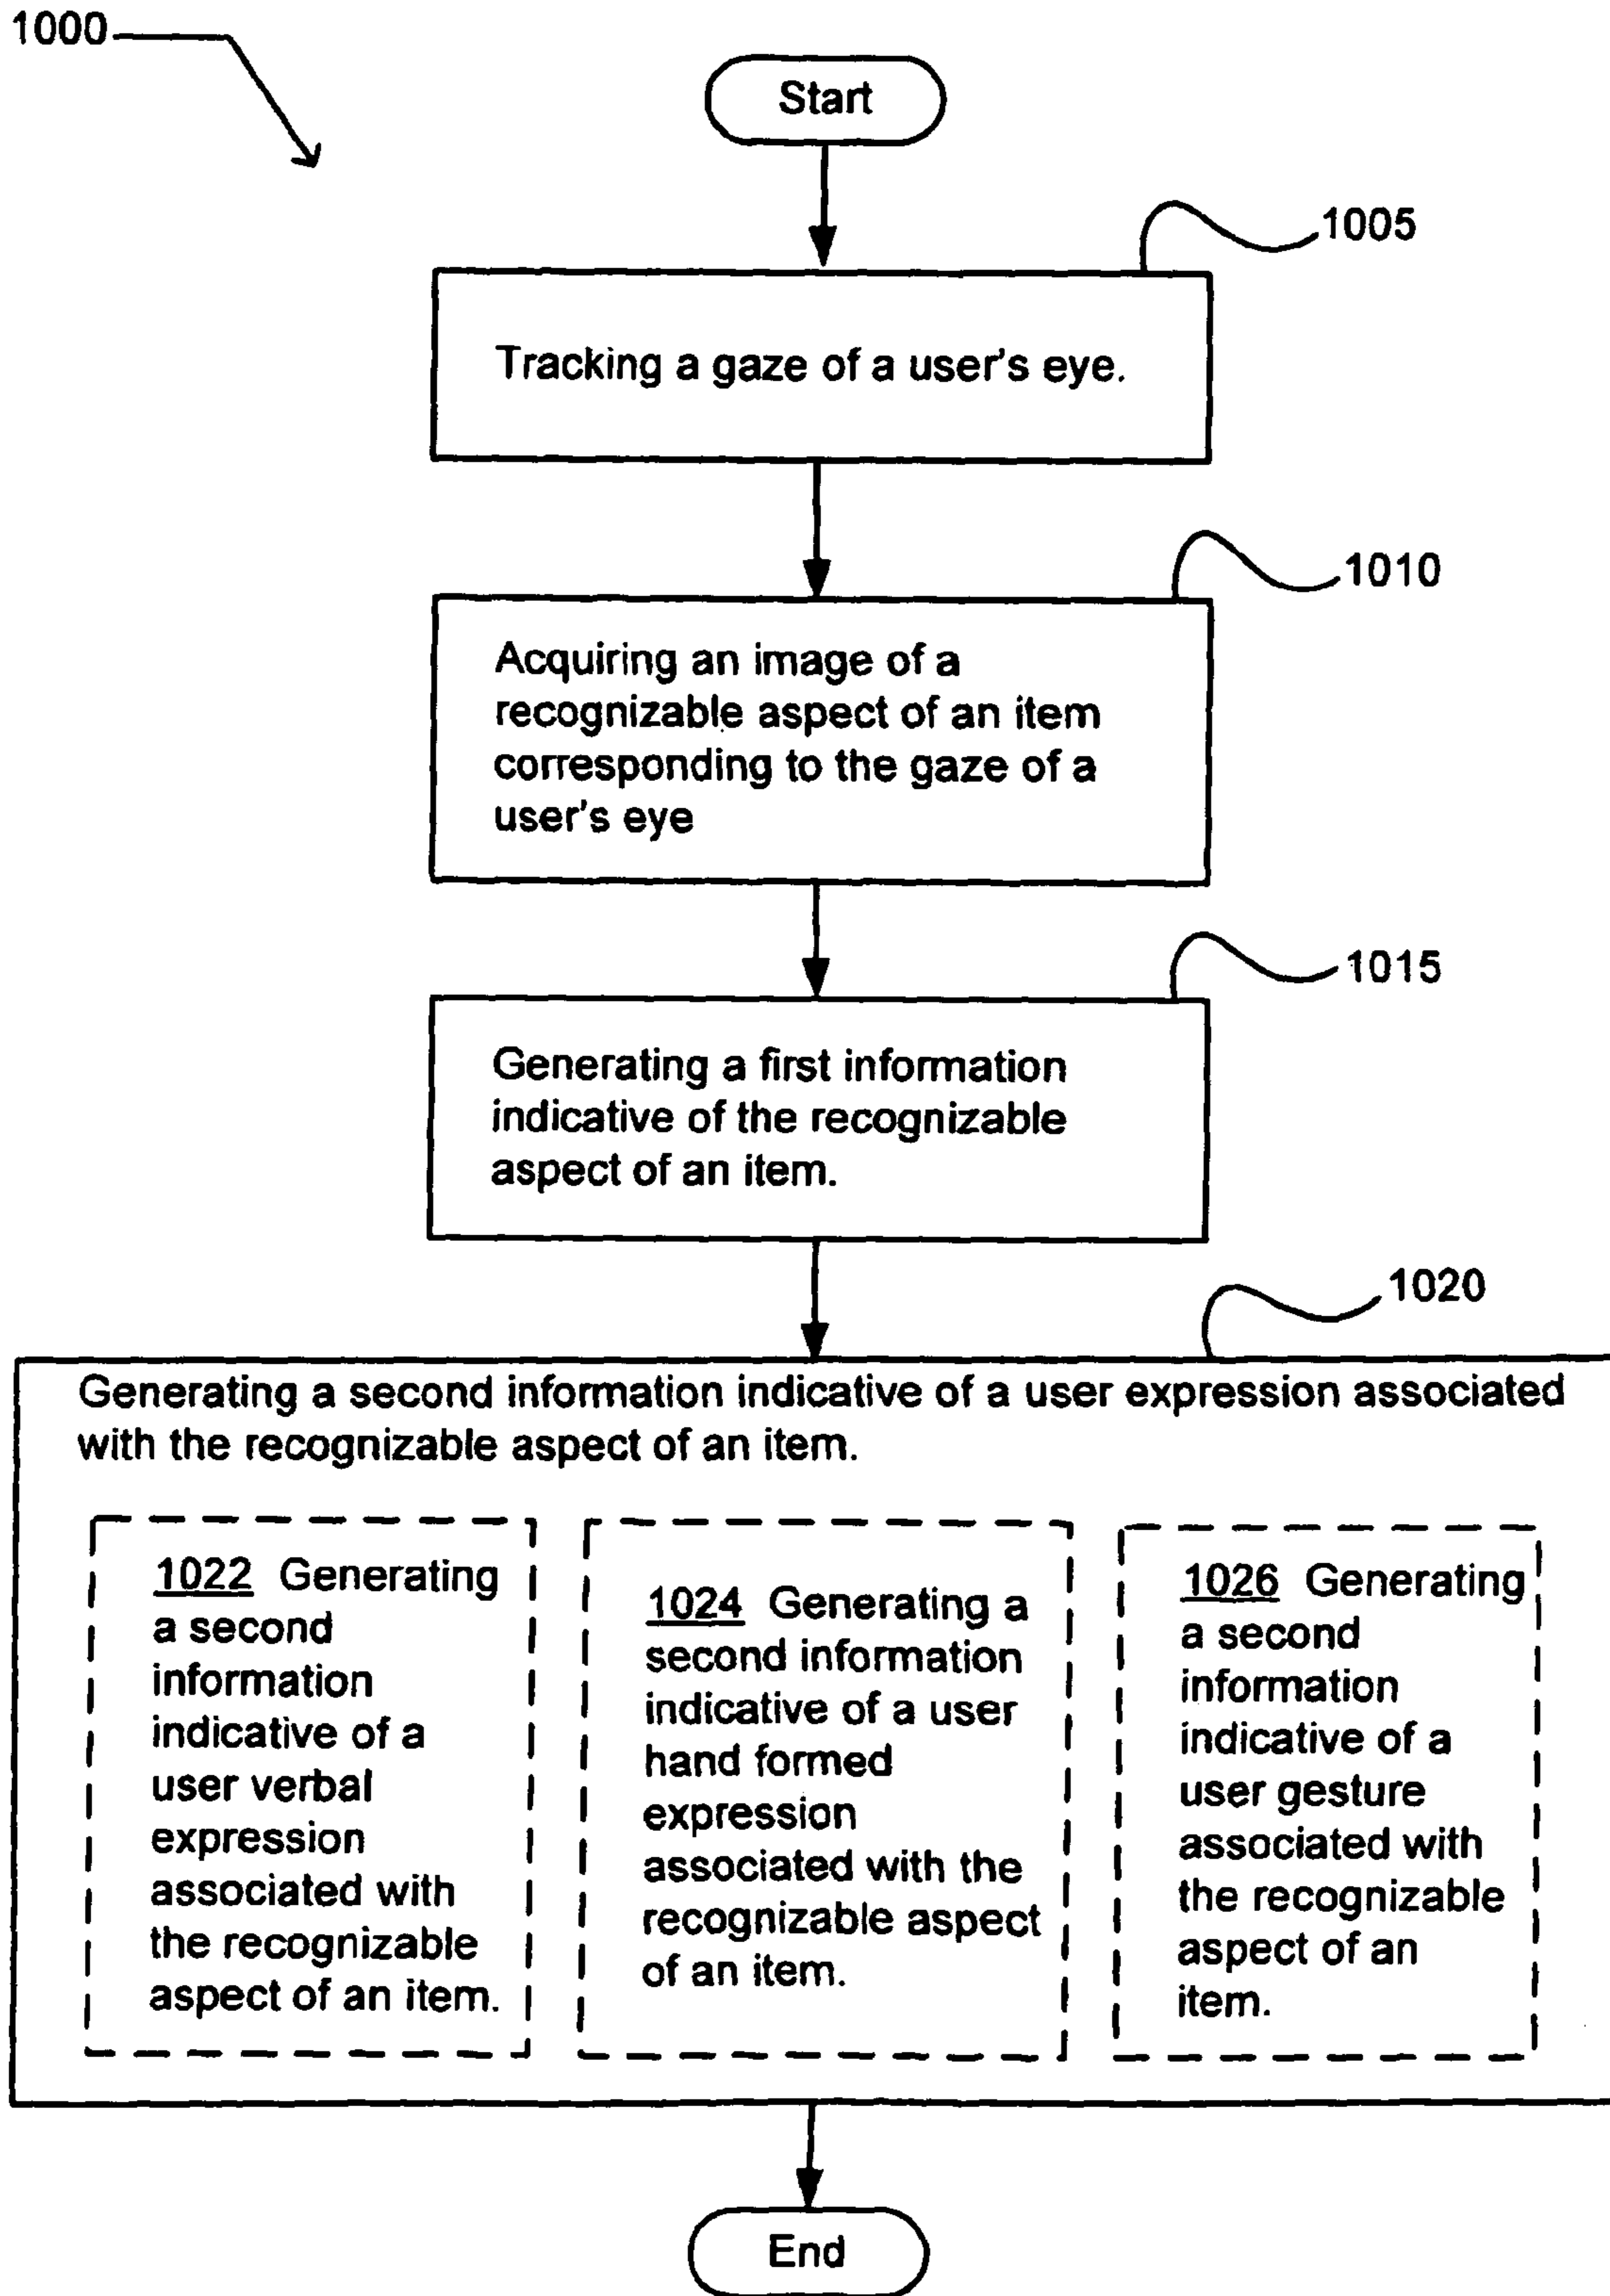 1000
Start
1005
Tracking a gaze of a user's eye.
1010
Acquiring an image of a
recognizable aspect of an item
corresponding to the gaze of a
user's eye
1015
Generating a first information
indicative of the recognizable
aspect of an item.
1020
Generating a second information indicative of a user expression associated
with the recognizable aspect of an item.
1022 Generating
a second
information
indicative of a
user verbal
expression
associated with
the recognizable
aspect of an item.
1024 Generating a
second information
indicative of a user
hand formed
expression
associated with the
recognizable aspect
of an item.
1026 Generating
a second
information
indicative of a
user gesture
associated with
the recognizable
aspect of an
item.
End